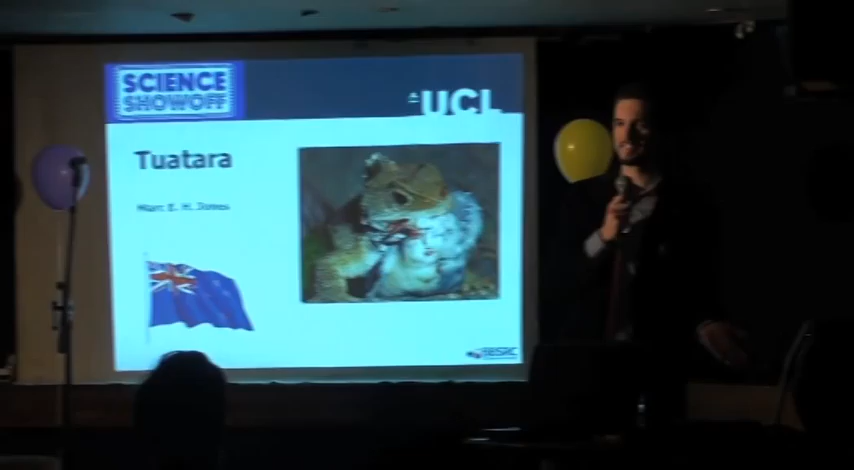 SCIENCE
SHOWOFF
UCL
Tuatara
Marc E. H. Jones